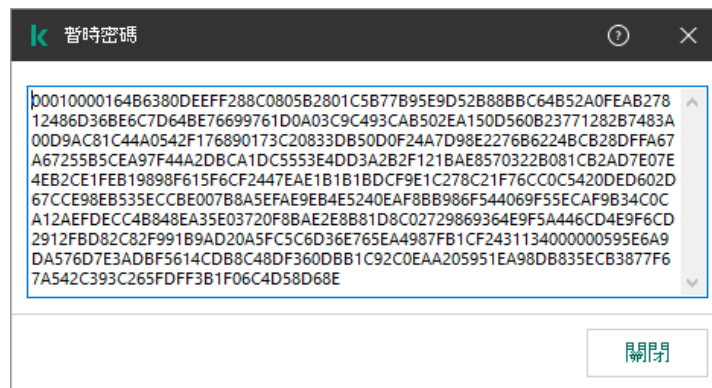 暫時密碼
00010000164B6380DEEFF288C0805B2801C5B77B95E9D52B88BBC64B52A0FEAB278
12486D36BE6C7D64BE76699761D0A03C9C493CAB502EA150D560B23771282B7483A
00D9AC81C44A0542F176890173C20833DB50D0F24A7D98E2276B6224BCB28DFFA67
A67255B5CEA97F44A2DBCA1DC5553E4DD3A2B2F121BAE8570322B081CB2AD7E07E
4EB2CE1FEB19898F615F6CF2447EAE1B1B1BDCF9E1C278C21F76CC0C5420DED602D
67CCE98EB535ECCBE007B8A5EFAE9EB4E5240EAF8BB986F544069F55ECAF9B34C0C
A12AEFDECC4B848EA35E03720F8BAE2E8B81D8C02729869364E9F5A446CD4E9F6CD
2912FBD82C82F991B9AD20A5FC5C6D36E765EA4987FB1CF2431134000000595E6A9
DA576D7E3ADBF5614CDB8C48DF360DBB1C92C0EAA205951EA98DB835ECB3877F6
7A542C393C265FDFF3B1F06C4D58D68E
關閉